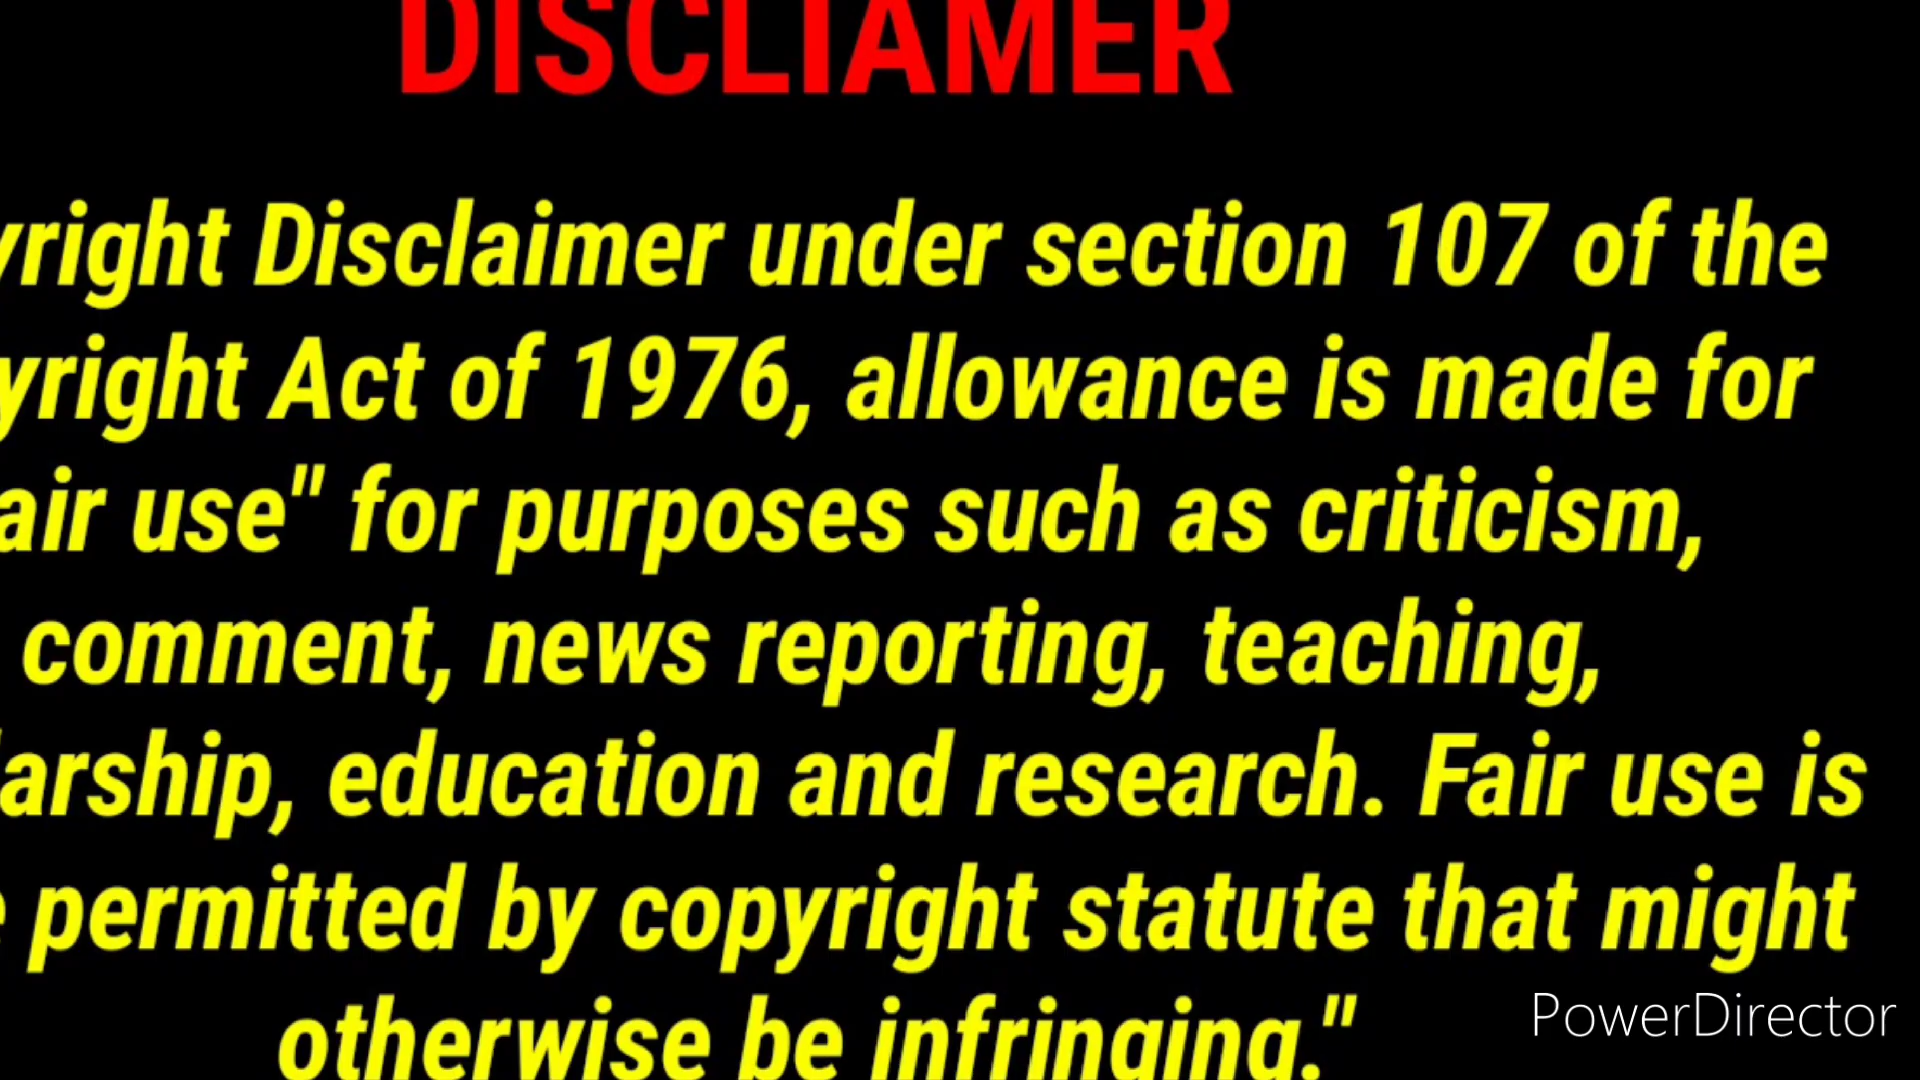 DISCLIAMER
yright Disclaimer under section 107 of the
yright Act of 1976, allowance is made for
air use" for purposes such as criticism,
comment, news reporting, teaching,
larship, education and research. Fair use is
e permitted by copyright statute that might
otherwise be infringing."
PowerDirector